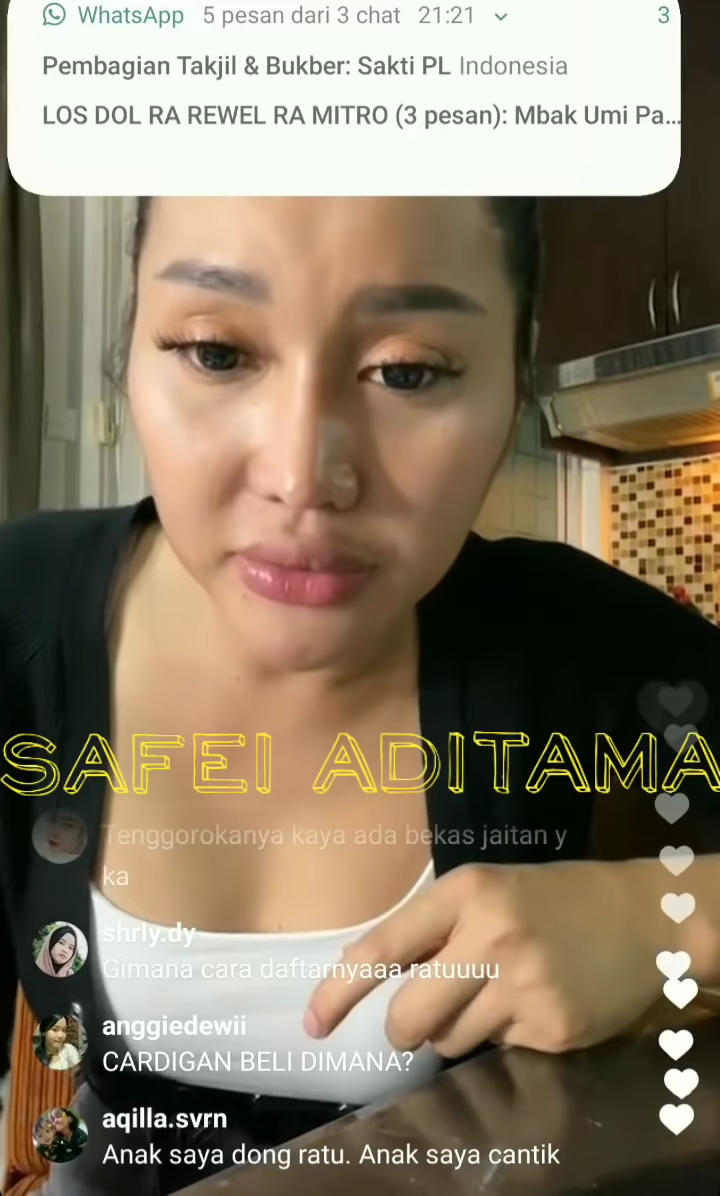 WhatsApp 5 pesan dari 3 chat 21:21 3
Pembagian Takjil & Bukber: Sakti PL Indonesia
LOS DOL RA REWEL RA MITRO (3 pesan): Mbak Umi Pa...
SAFEI ADITAMA
Tenggorokanya kaya ada bekas jaitan y
ka
shrly.dy
Gimana cara daftarnyaaa ratuuuu
anggiedewii
CARDIGAN BELI DIMANA?
aqilla.svrn
Anak saya dong ratu. Anak saya cantik